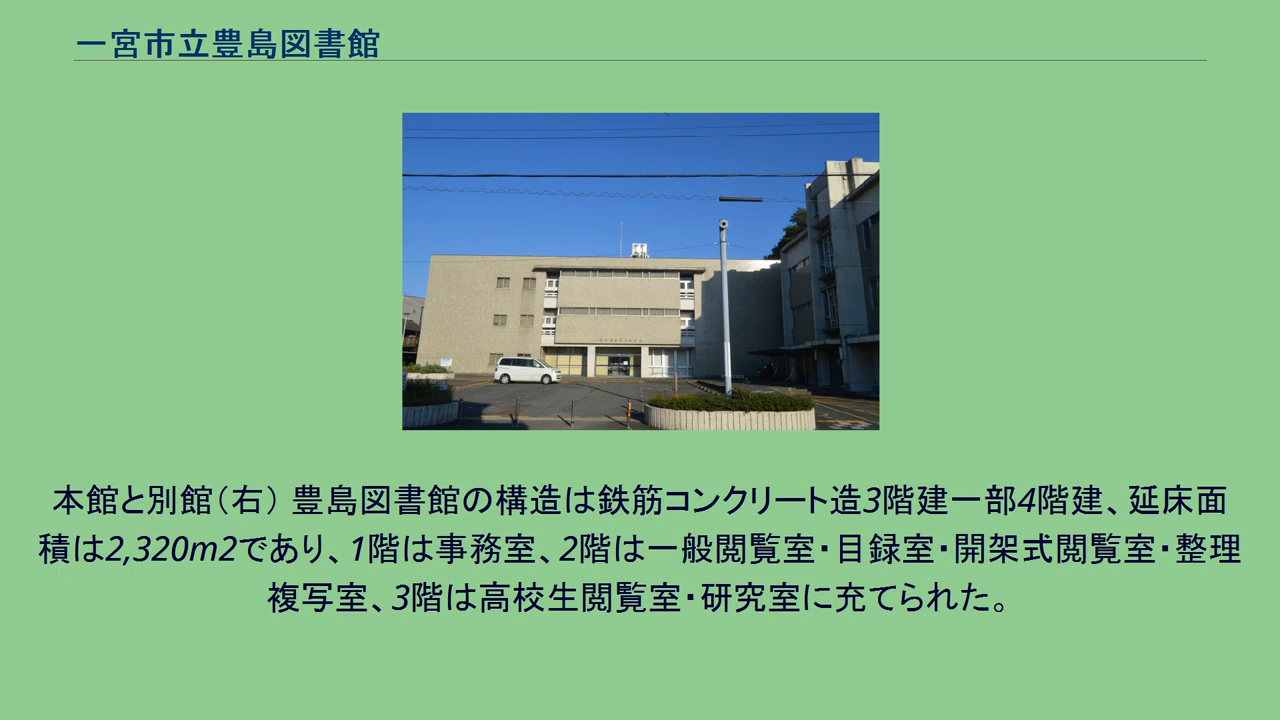 一宮市立豊島図書館
本館と別館（右） 豊島図書館の構造は鉄筋コンクリート造3階建一部4階建、延床面
積は2,320m2であり、1階は事務室、2階は一般閲覧室・目録室・開架式閲覧室・整理
複写室、3階は高校生閲覧室・研究室に充てられた。